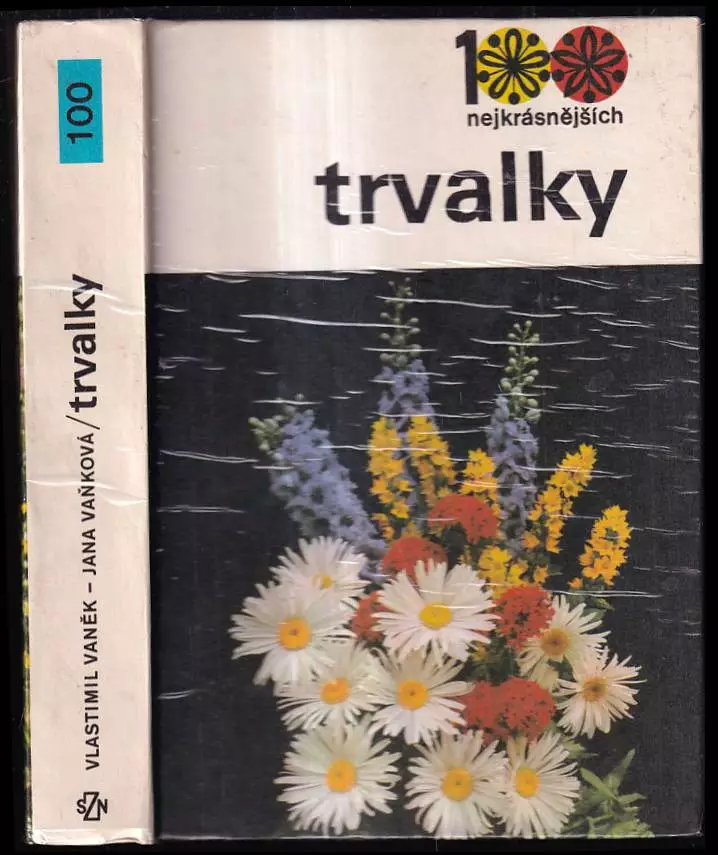 100
nejkrásnějších
trvalky
100
VLASTIMIL VANĚK – JANA VAŇKOVÁ / trvalky
SZN